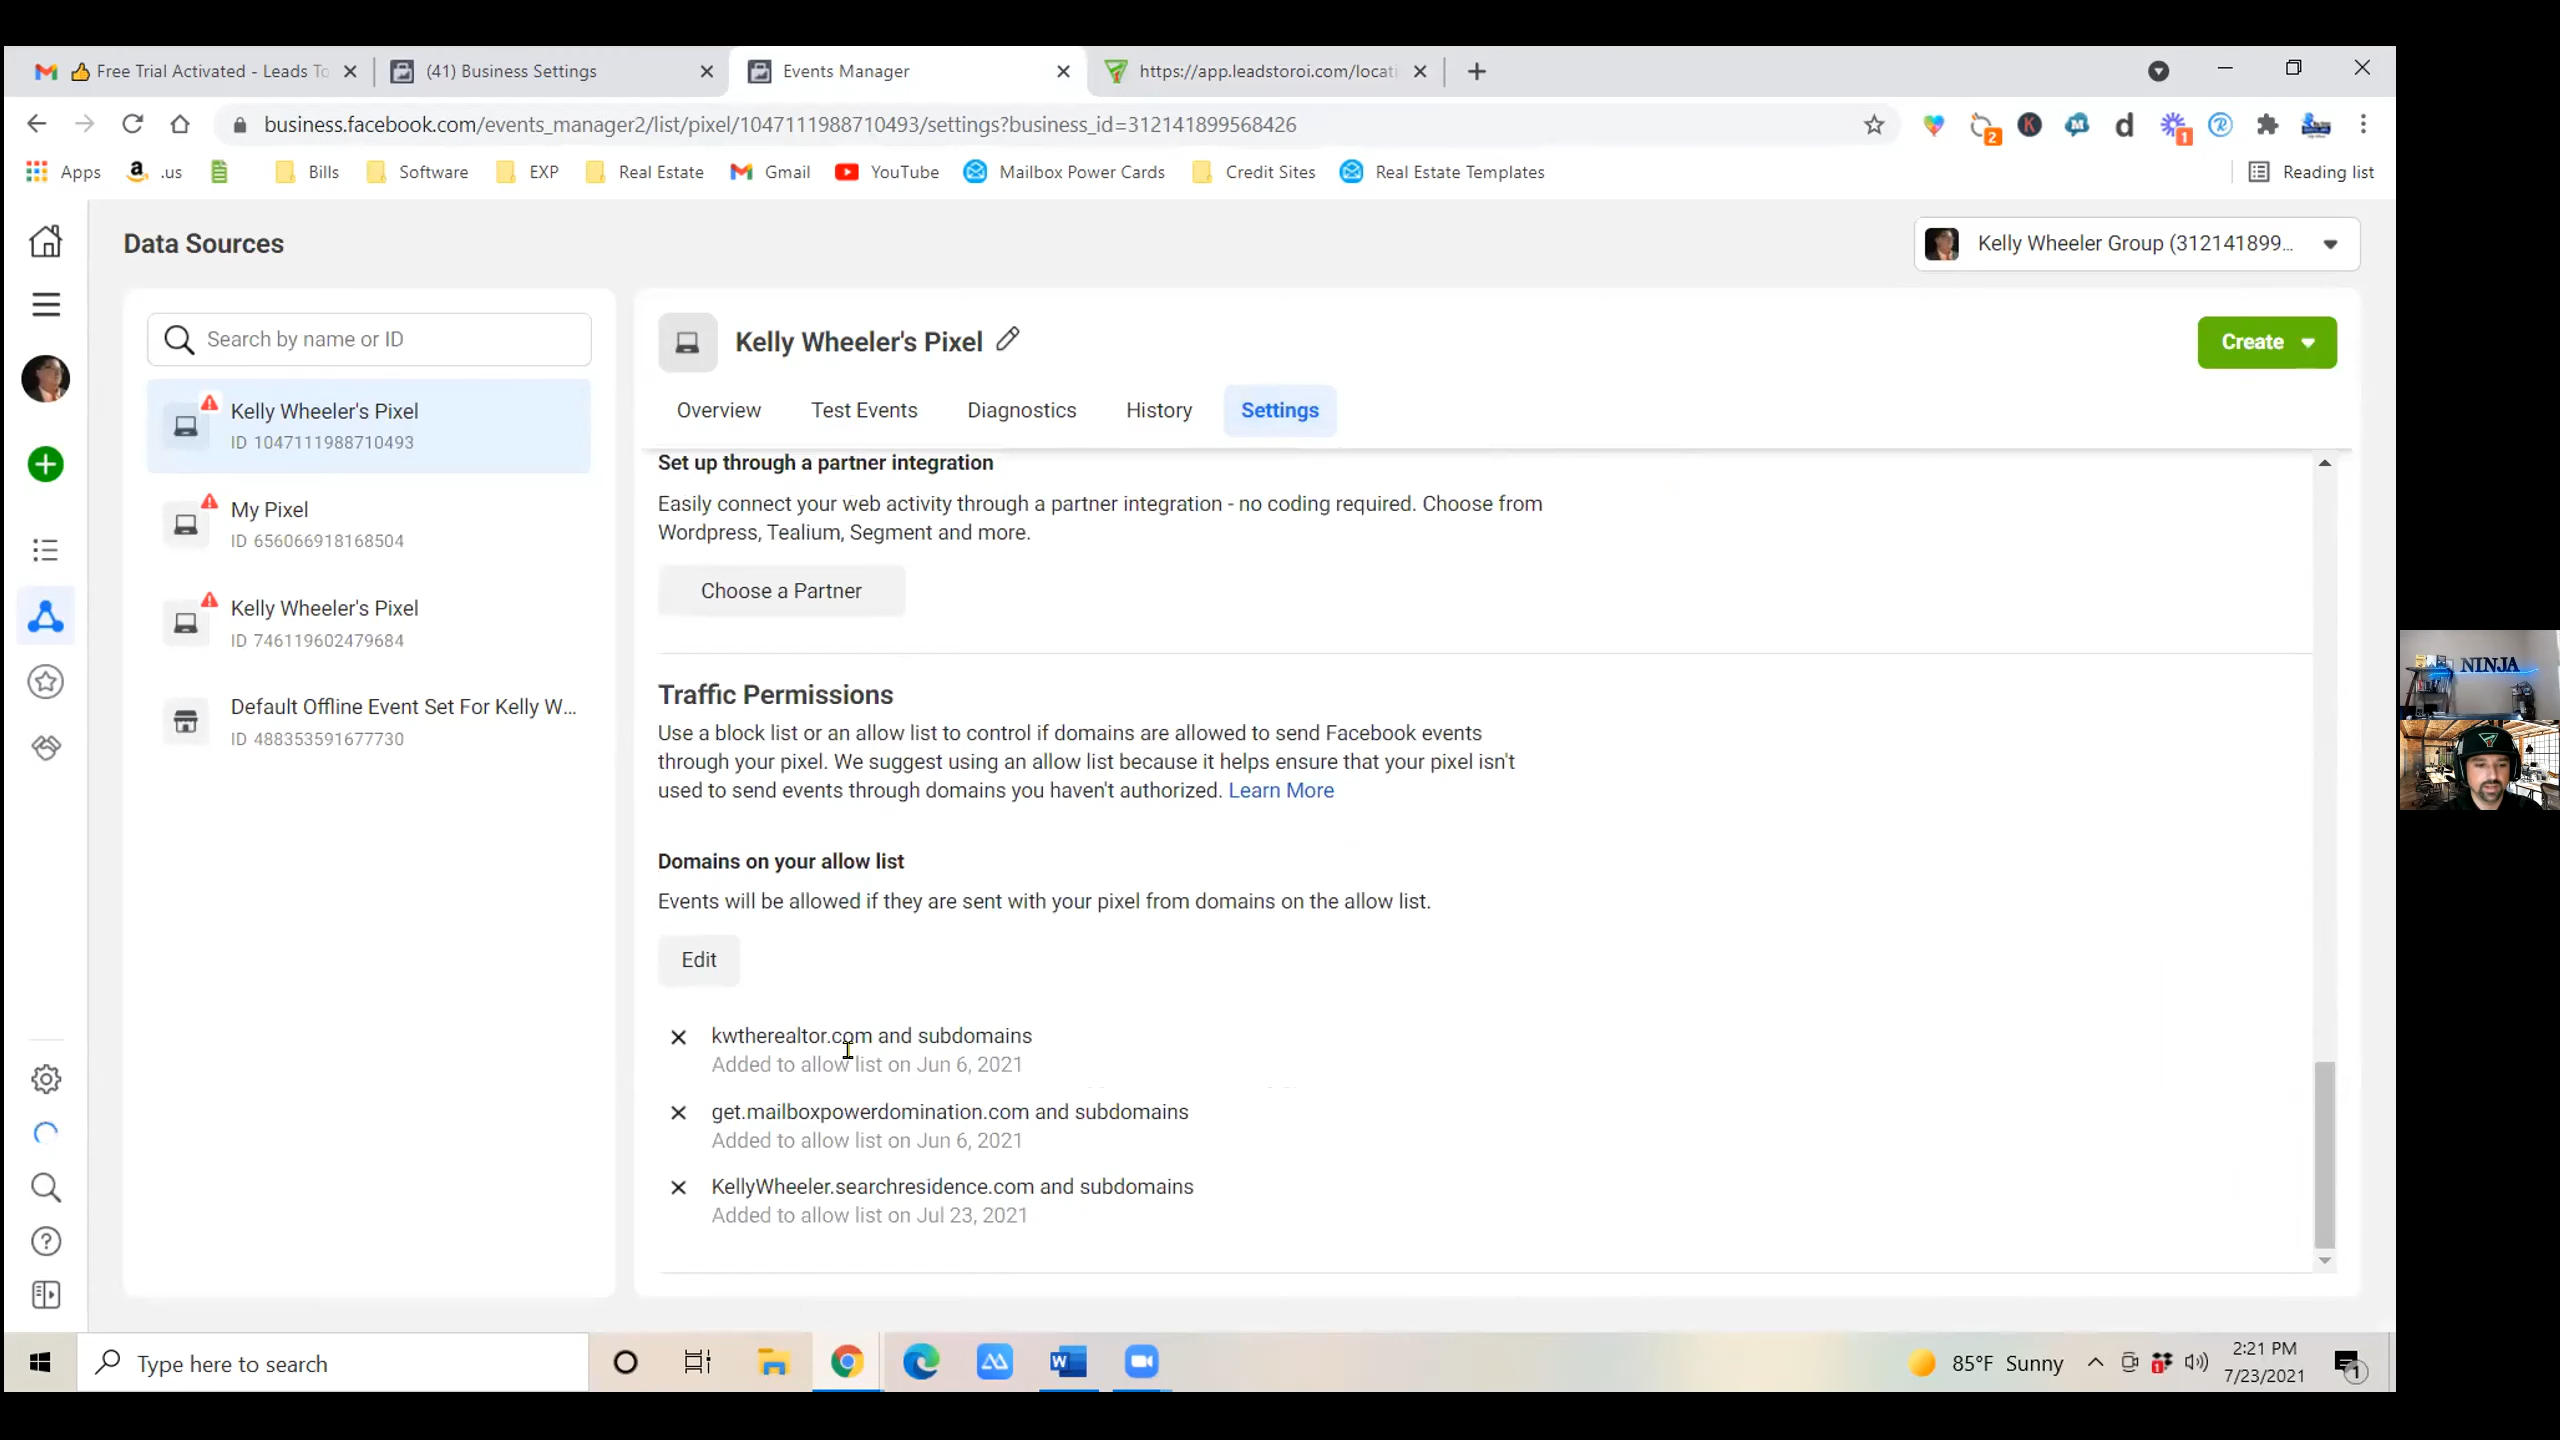 👍 Free Trial Activated - Leads To
(41) Business Settings
Events Manager
https://app.leadstoroi.com/locati
business.facebook.com/events_manager2/list/pixel/1047111988710493/settings?business_id=312141899568426
2
K
M
d
1
R
Apps
.us
Bills
Software
EXP
Real Estate
Gmail
YouTube
Mailbox Power Cards
Credit Sites
Real Estate Templates
Reading list
Data Sources
Kelly Wheeler Group (312141899...
Search by name or ID
Kelly Wheeler's Pixel
ID 1047111988710493
My Pixel
ID 656066918168504
Kelly Wheeler's Pixel
ID 746119602479684
Default Offline Event Set For Kelly W...
ID 488353591677730
Kelly Wheeler's Pixel
Create
Overview
Test Events
Diagnostics
History
Settings
Set up through a partner integration
Easily connect your web activity through a partner integration - no coding required. Choose from
Wordpress, Tealium, Segment and more.
Choose a Partner
Traffic Permissions
Use a block list or an allow list to control if domains are allowed to send Facebook events
through your pixel. We suggest using an allow list because it helps ensure that your pixel isn't
used to send events through domains you haven't authorized. Learn More
Domains on your allow list
Events will be allowed if they are sent with your pixel from domains on the allow list.
Edit
kwtherealtor.com and subdomains
Added to allow list on Jun 6, 2021
get.mailboxpowerdomination.com and subdomains
Added to allow list on Jun 6, 2021
KellyWheeler.searchresidence.com and subdomains
Added to allow list on Jul 23, 2021
NINJA
Type here to search
W
85°F Sunny
1
2:21 PM
7/23/2021
1